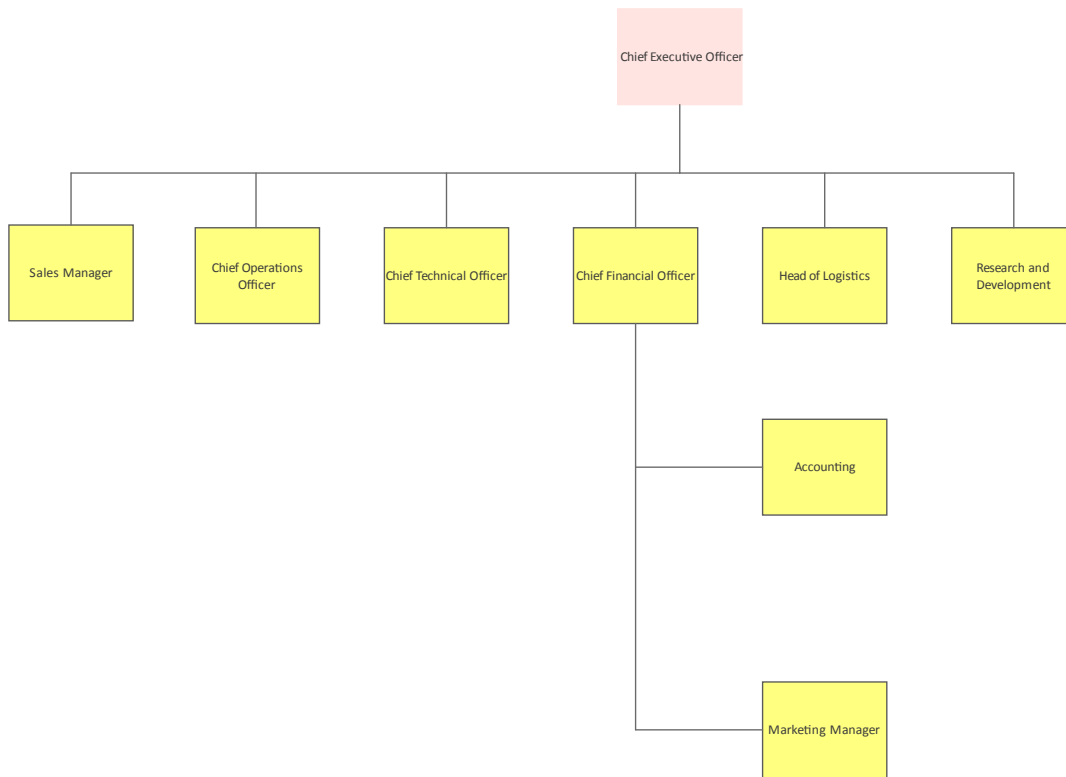 Chief Executive Officer
Sales Manager
Chief Operations
Officer
Chief Technical Officer
Chief Financial Officer
Head of Logistics
Research and
Development
Accounting
Marketing Manager